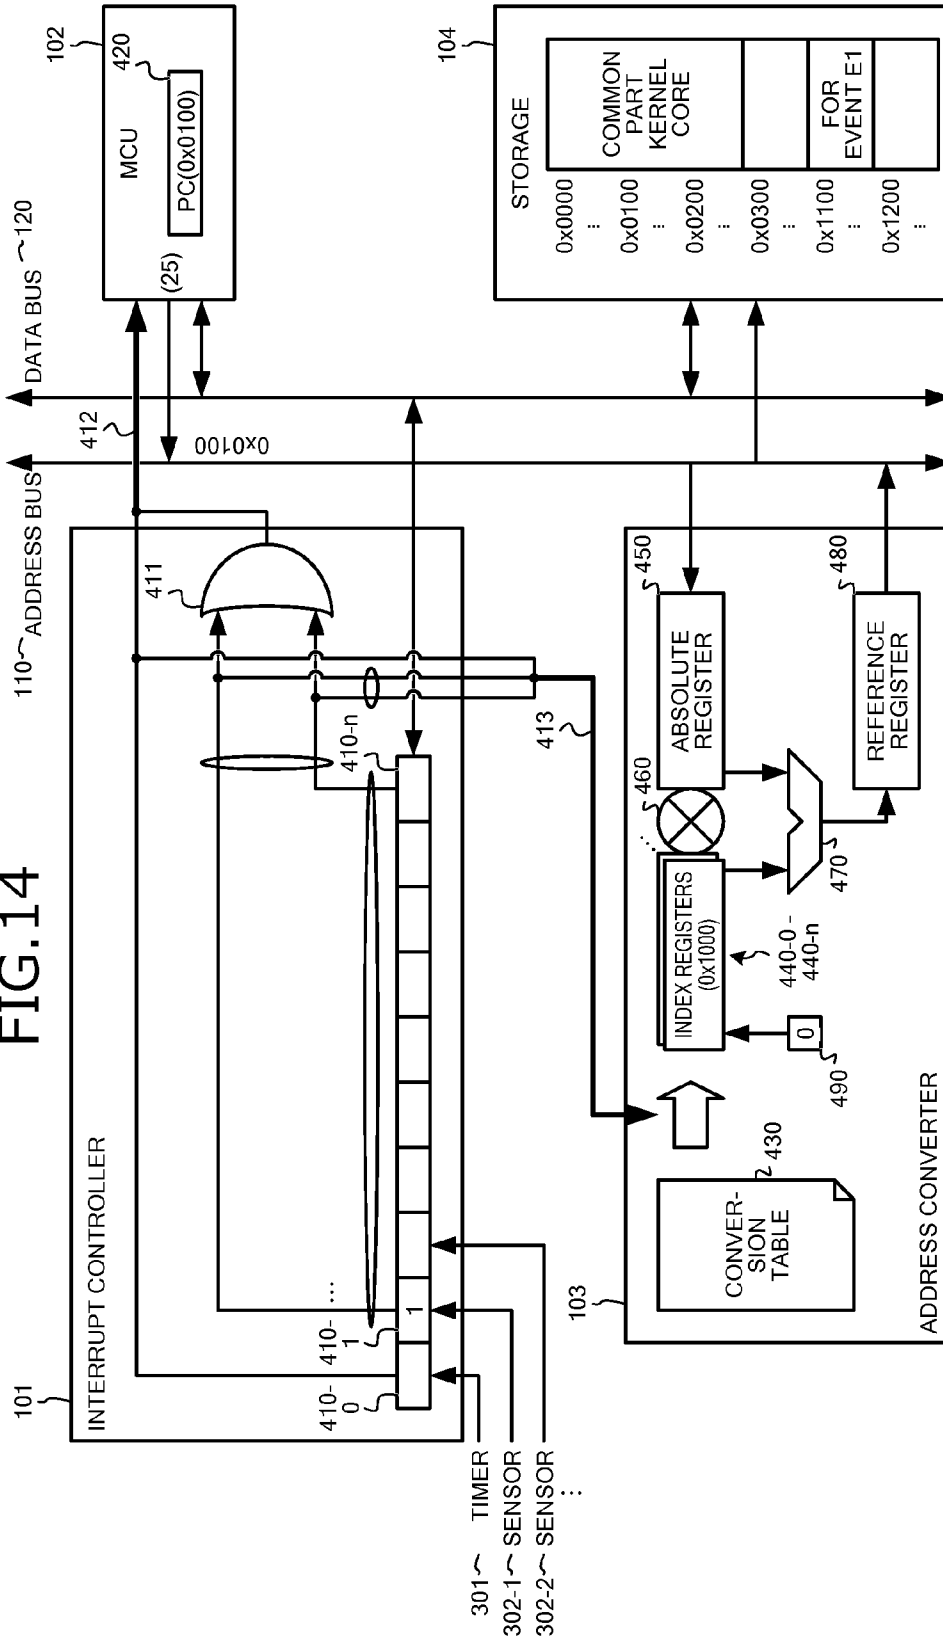 FIG.14
101
INTERRUPT CONTROLLER
110 ADDRESS BUS
DATA BUS 120
412
411
102
MCU
420
PC(0x0100)
(25)
0x0100
410-0
410-1
...
410-n
1
301 TIMER
302-1 SENSOR
302-2 SENSOR
...
413
103
ADDRESS CONVERTER
CONVER-
SION
TABLE
430
INDEX REGISTERS
(0x1000)
440-0 -
440-n
...
0
490
460
ABSOLUTE
REGISTER
450
470
REFERENCE
REGISTER
480
104
STORAGE
0x0000
...
0x0100
...
0x0200
...
0x0300
...
0x1100
...
0x1200
...
COMMON
PART
KERNEL
CORE
FOR
EVENT E1